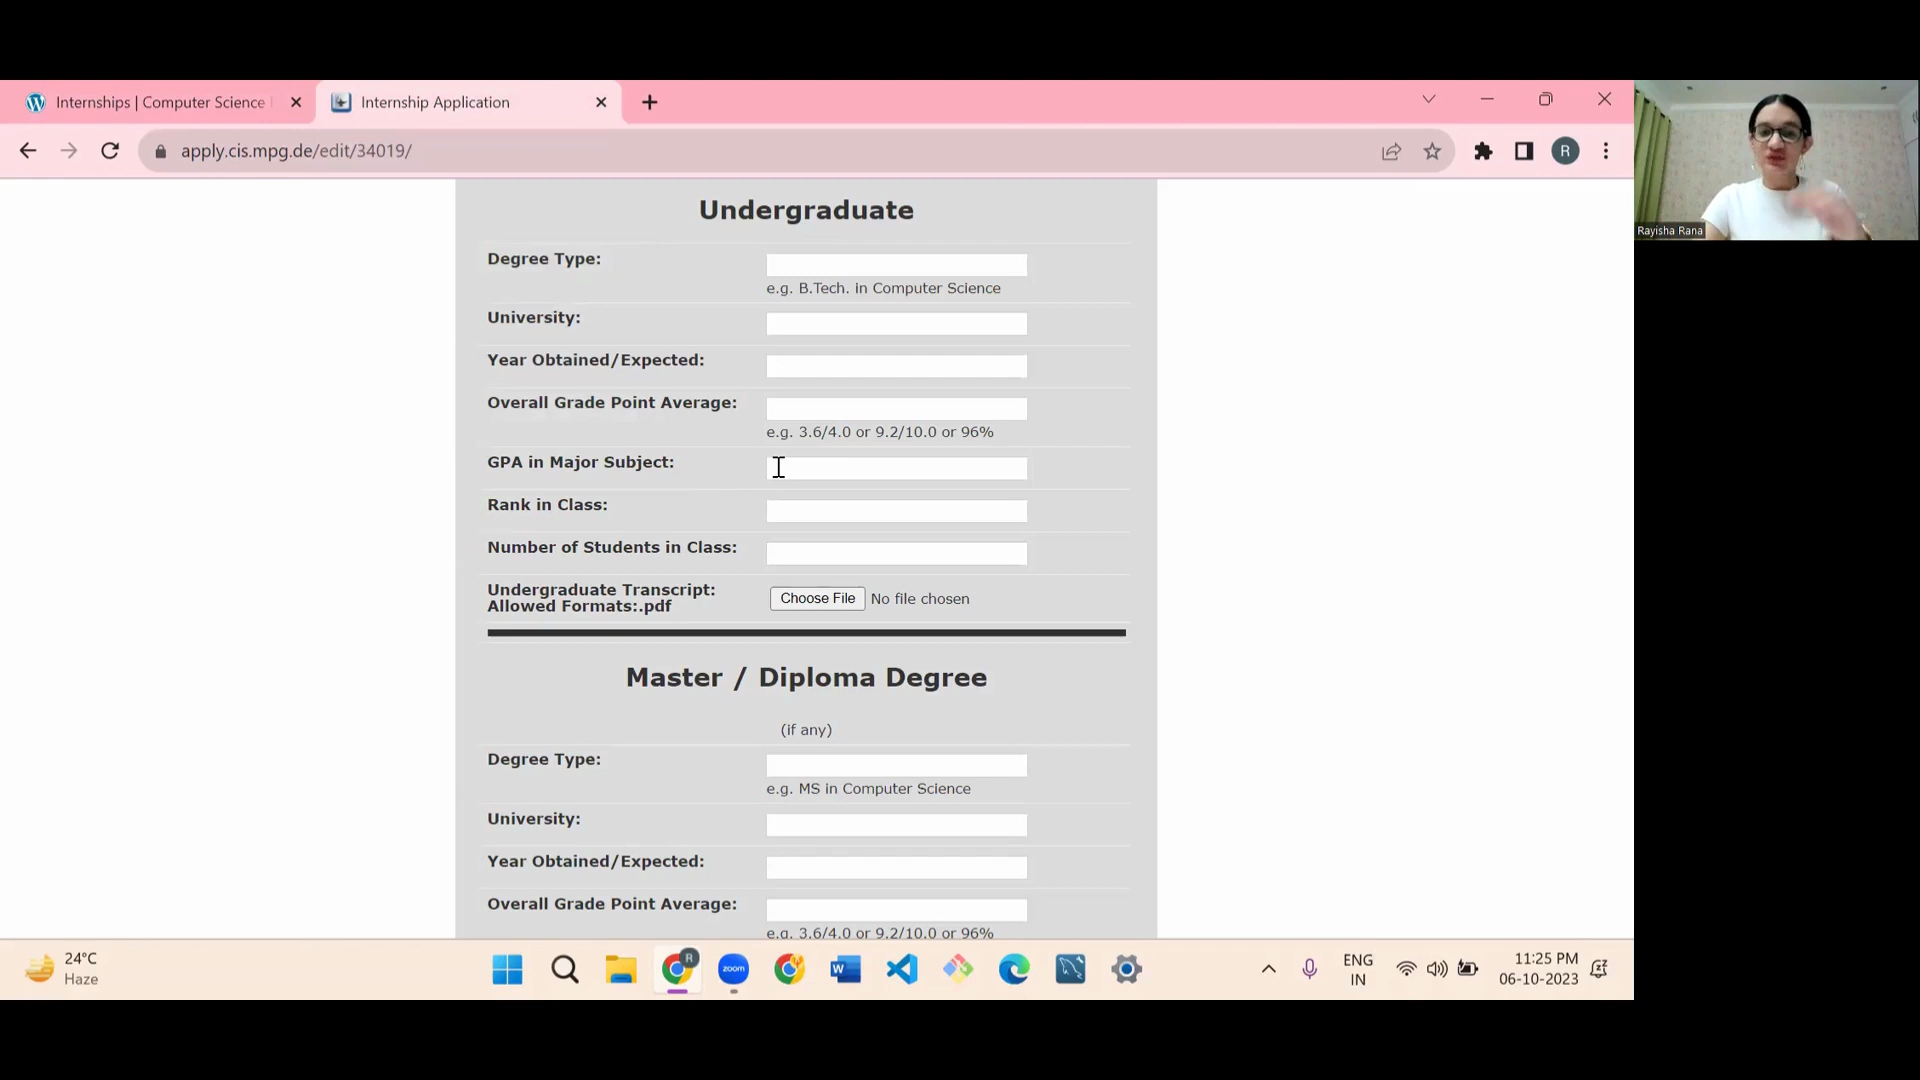 Internships | Computer Science
Internship Application
apply.cis.mpg.de/edit/34019/
R
Rayisha Rana
Undergraduate
Degree Type:
e.g. B.Tech. in Computer Science
University:
Year Obtained/Expected:
Overall Grade Point Average:
e.g. 3.6/4.0 or 9.2/10.0 or 96%
GPA in Major Subject:
Rank in Class:
Number of Students in Class:
Undergraduate Transcript:
Allowed Formats:.pdf
Choose File No file chosen
Master / Diploma Degree
(if any)
Degree Type:
e.g. MS in Computer Science
University:
Year Obtained/Expected:
Overall Grade Point Average:
e.g. 3.6/4.0 or 9.2/10.0 or 96%
24°C
Haze
R
zoom
ENG
IN
11:25 PM
06-10-2023